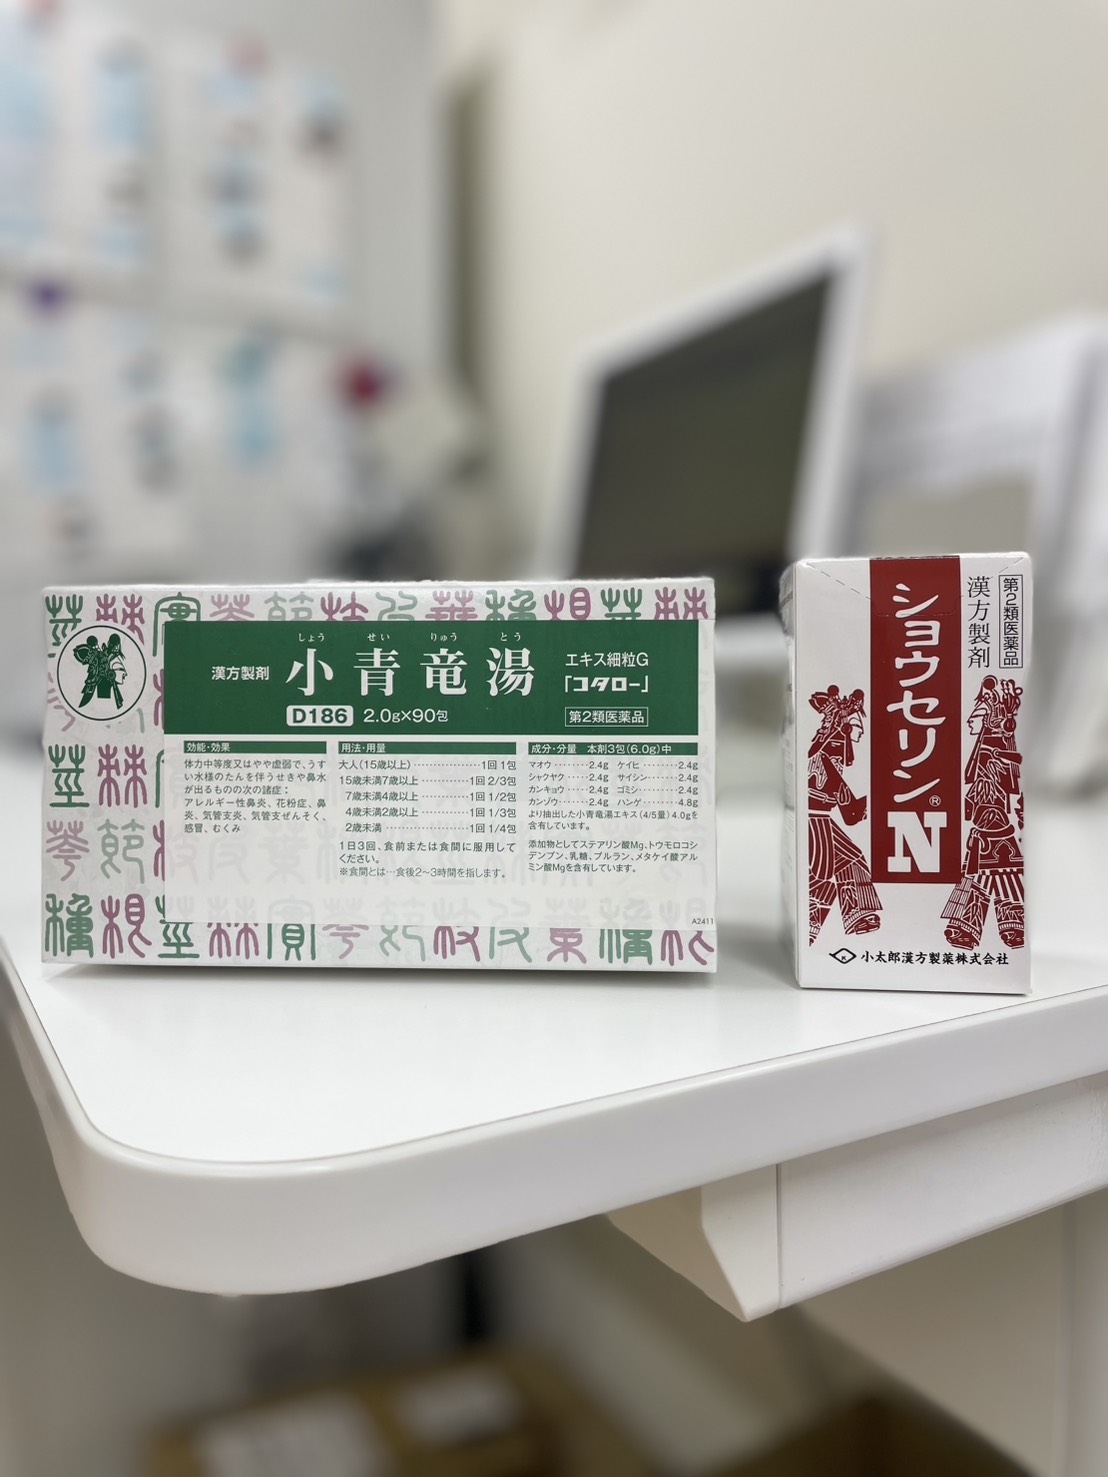 しょう せい りゅう とう
漢方製剤 小青竜湯 エキス細粒G「コタロー」
D186 2.0g×90包 第2類医薬品
効能・効果
体力中等度又はやや虚弱で、うす
い水様のたんを伴うせきや鼻水
が出るものの次の諸症：
アレルギー性鼻炎、花粉症、鼻
炎、気管支炎、気管支ぜんそく、
感冒、むくみ
用法・用量
大人(15歳以上)…………1回 1包
15歳未満7歳以上…………1回 2/3包
7歳未満4歳以上…………1回 1/2包
4歳未満2歳以上…………1回 1/3包
2歳未満…………1回 1/4包
1日3回、食前または食間に服用して
ください。
※食間とは…食後2～3時間を指します。
成分・分量 本剤3包(6.0g)中
マオウ……2.4g ケイヒ……2.4g
シャクヤク……2.4g サイシン……2.4g
カンキョウ……2.4g ゴミシ……2.4g
カンゾウ……2.4g ハンゲ……4.8g
より抽出した小青竜湯エキス(4/5量)4.0gを
含有しています。
添加物としてステアリン酸Mg、トウモロコシ
デンプン、乳糖、プルラン、メタケイ酸アル
ミン酸Mgを含有しています。
A2411
第2類医薬品
漢方製剤
ショウセリン®N
小太郎漢方製薬株式会社